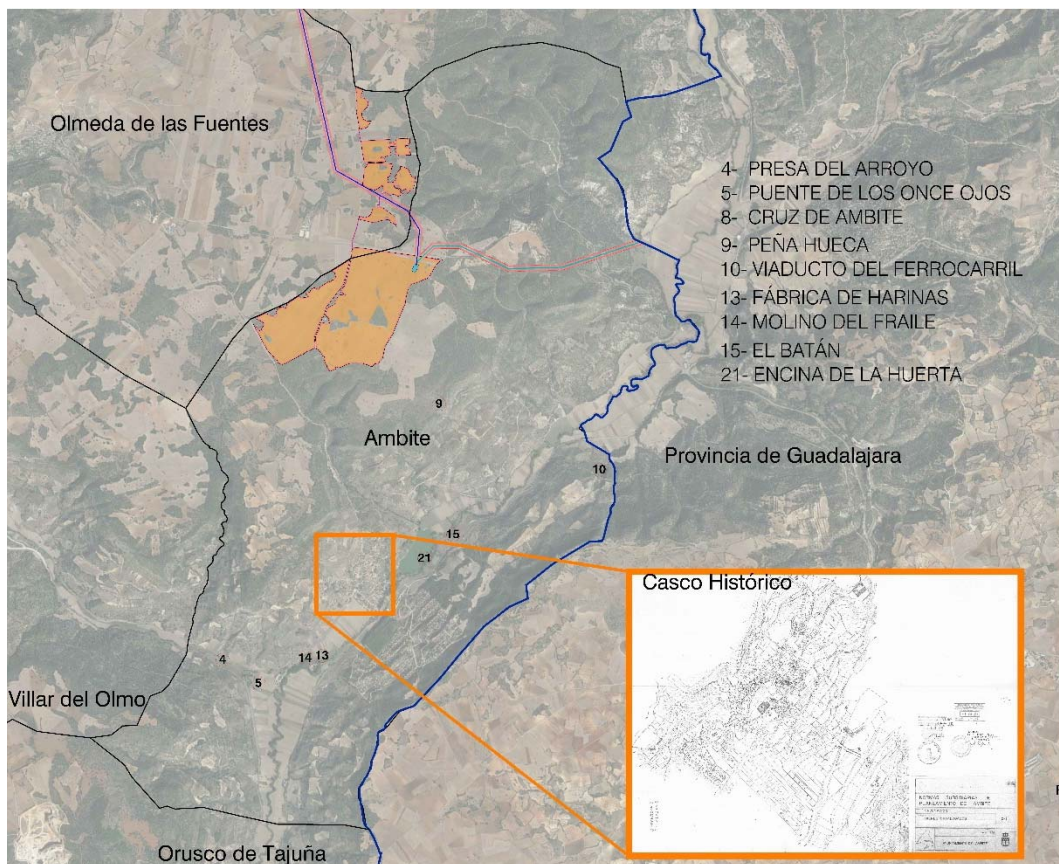 Olmeda de las Fuentes
4- PRESA DEL ARROYO
5- PUENTE DE LOS ONCE OJOS
8- CRUZ DE AMBITE
9- PEÑA HUECA
10- VIADUCTO DEL FERROCARRIL
13- FÁBRICA DE HARINAS
14- MOLINO DEL FRAILE
15- EL BATÁN
21- ENCINA DE LA HUERTA
9
Ambite
Provincia de Guadalajara
10
15
21
Casco Histórico
4
14 13
5
Villar del Olmo
Orusco de Tajuña